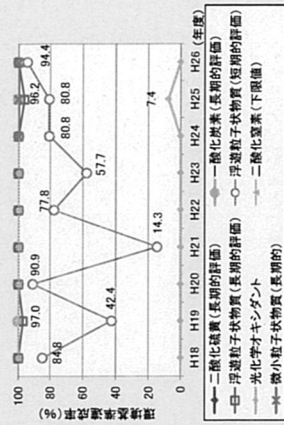 環境基準達成率(%)
100
80
60
40
20
0
84.8
97.0
42.4
90.9
14.3
77.8
57.7
80.8
96.2
80.8
7.4
94.4
H18 H19 H20 H21 H22 H23 H24 H25 H26 (年度)
二酸化硫黄(長期的評価)
一酸化炭素(長期的評価)
浮遊粒子状物質(長期的評価)
浮遊粒子状物質(短期的評価)
光化学オキシダント
二酸化窒素(下限値)
微小粒子状物質(長期的)